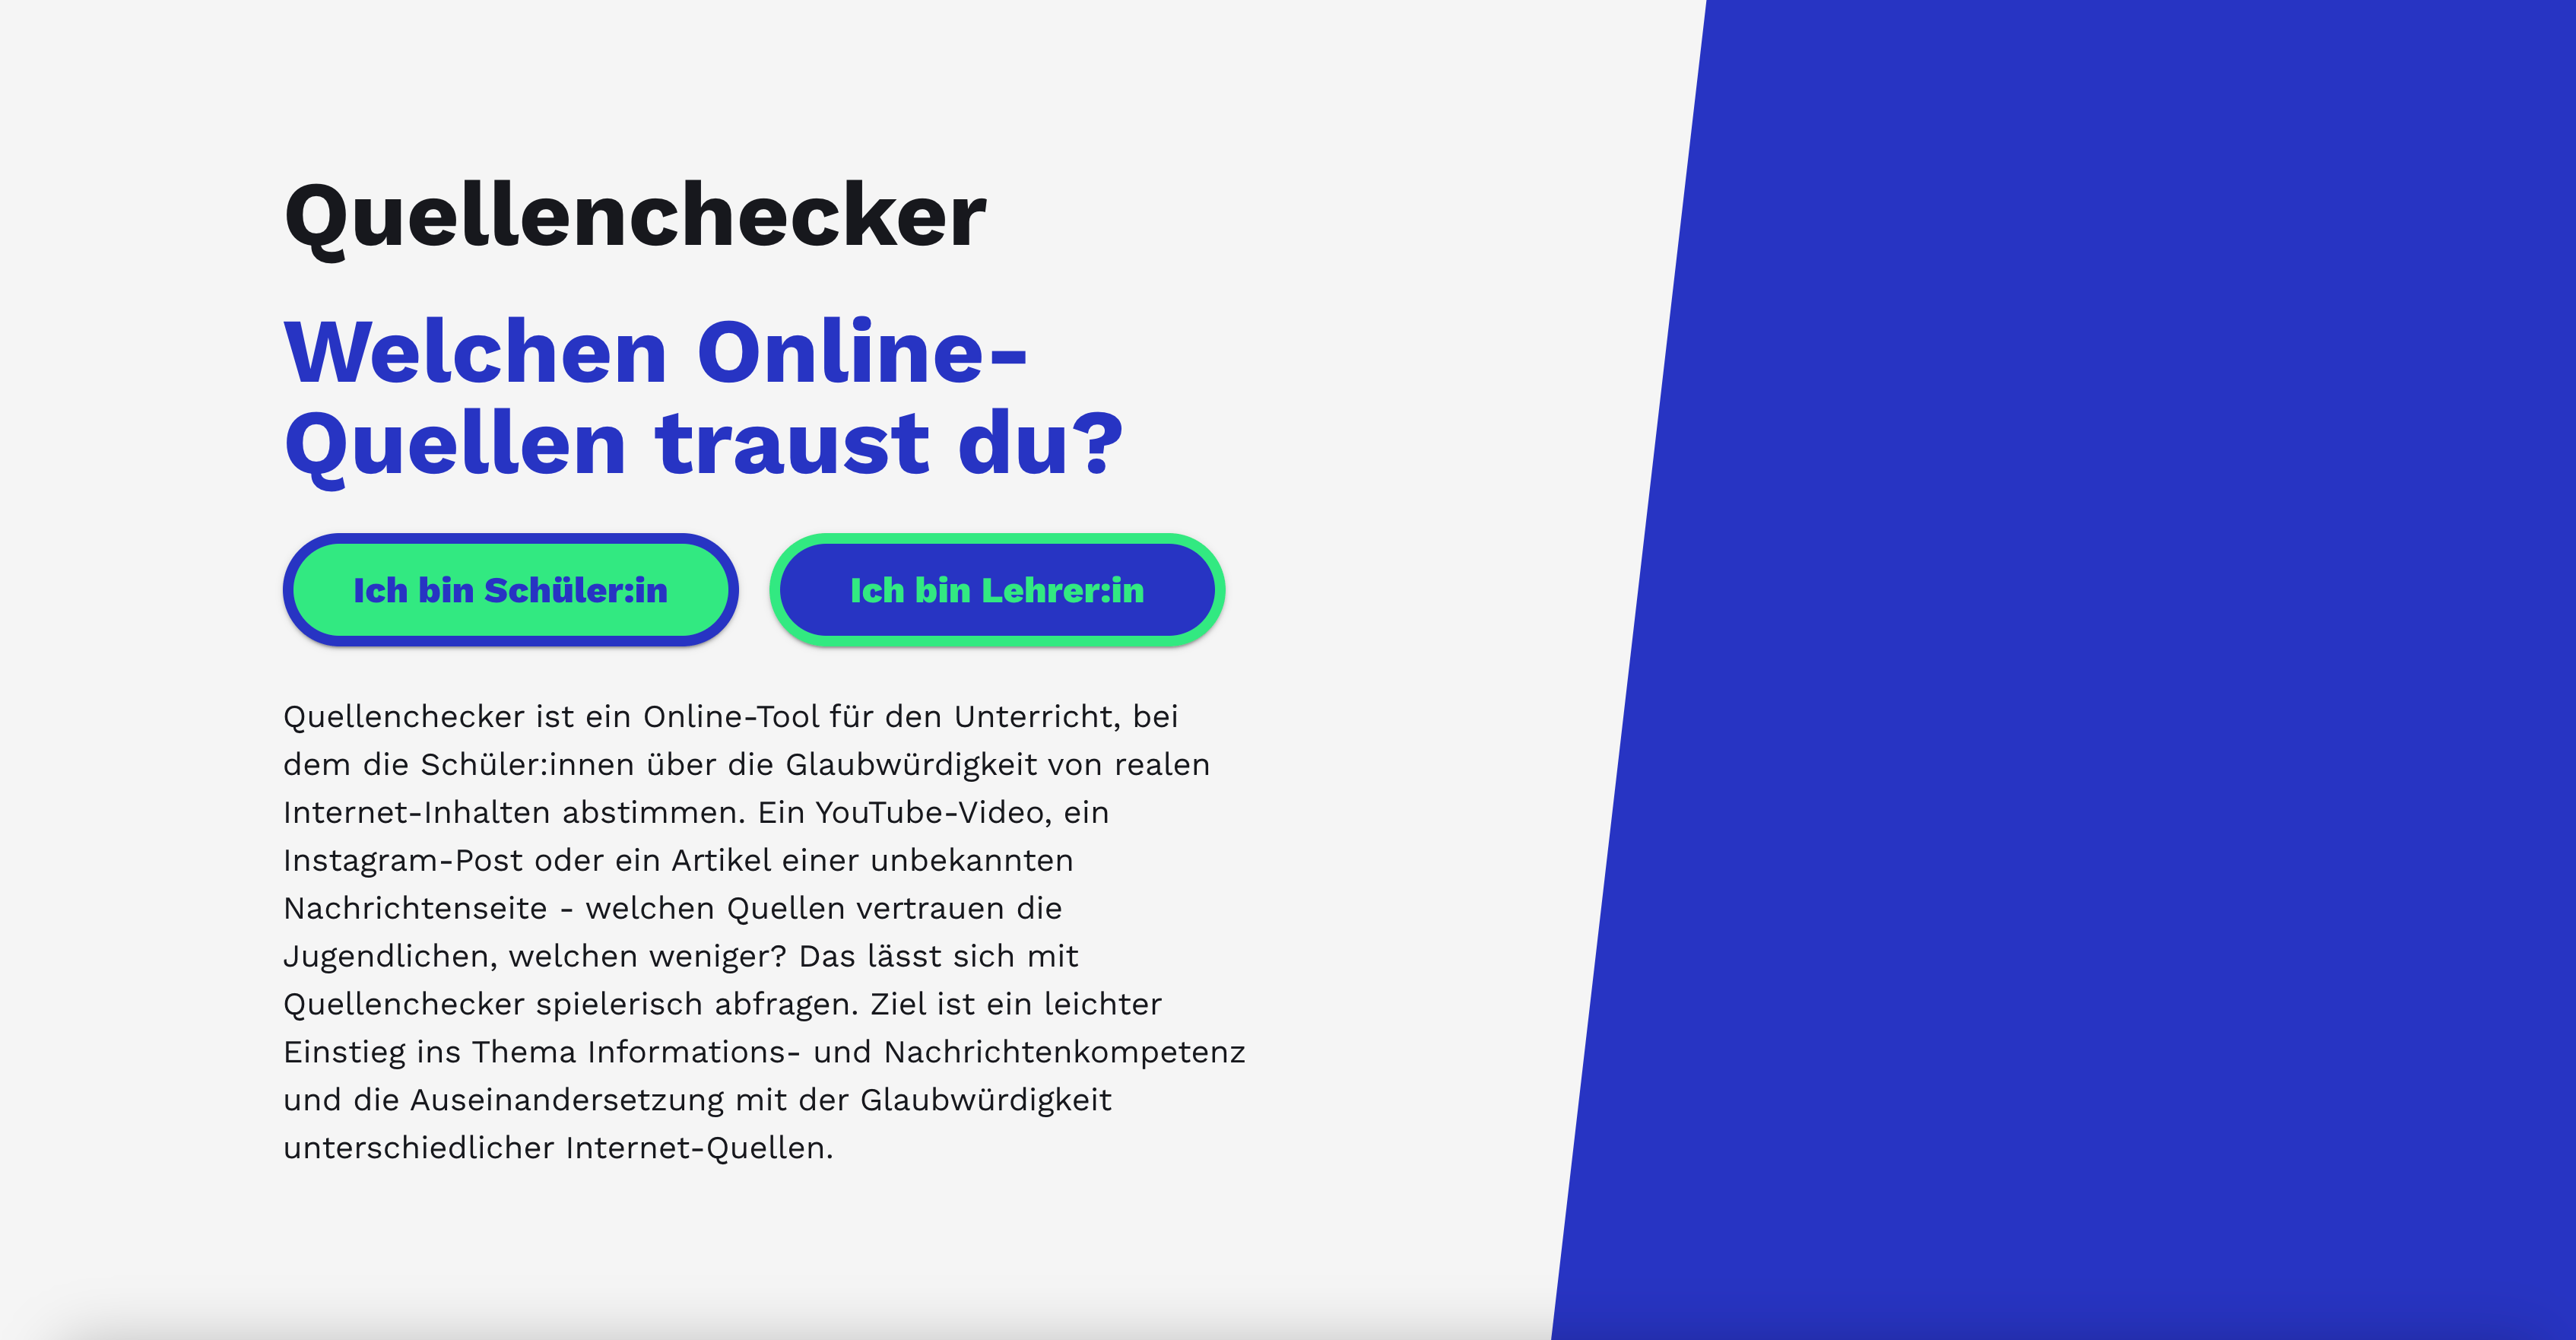 Quellenchecker
Welchen Online-
Quellen traust du?
Ich bin Schüler:in
Ich bin Lehrer:in
Quellenchecker ist ein Online-Tool für den Unterricht, bei
dem die Schüler:innen über die Glaubwürdigkeit von realen
Internet-Inhalten abstimmen. Ein YouTube-Video, ein
Instagram-Post oder ein Artikel einer unbekannten
Nachrichtenseite - welchen Quellen vertrauen die
Jugendlichen, welchen weniger? Das lässt sich mit
Quellenchecker spielerisch abfragen. Ziel ist ein leichter
Einstieg ins Thema Informations- und Nachrichtenkompetenz
und die Auseinandersetzung mit der Glaubwürdigkeit
unterschiedlicher Internet-Quellen.